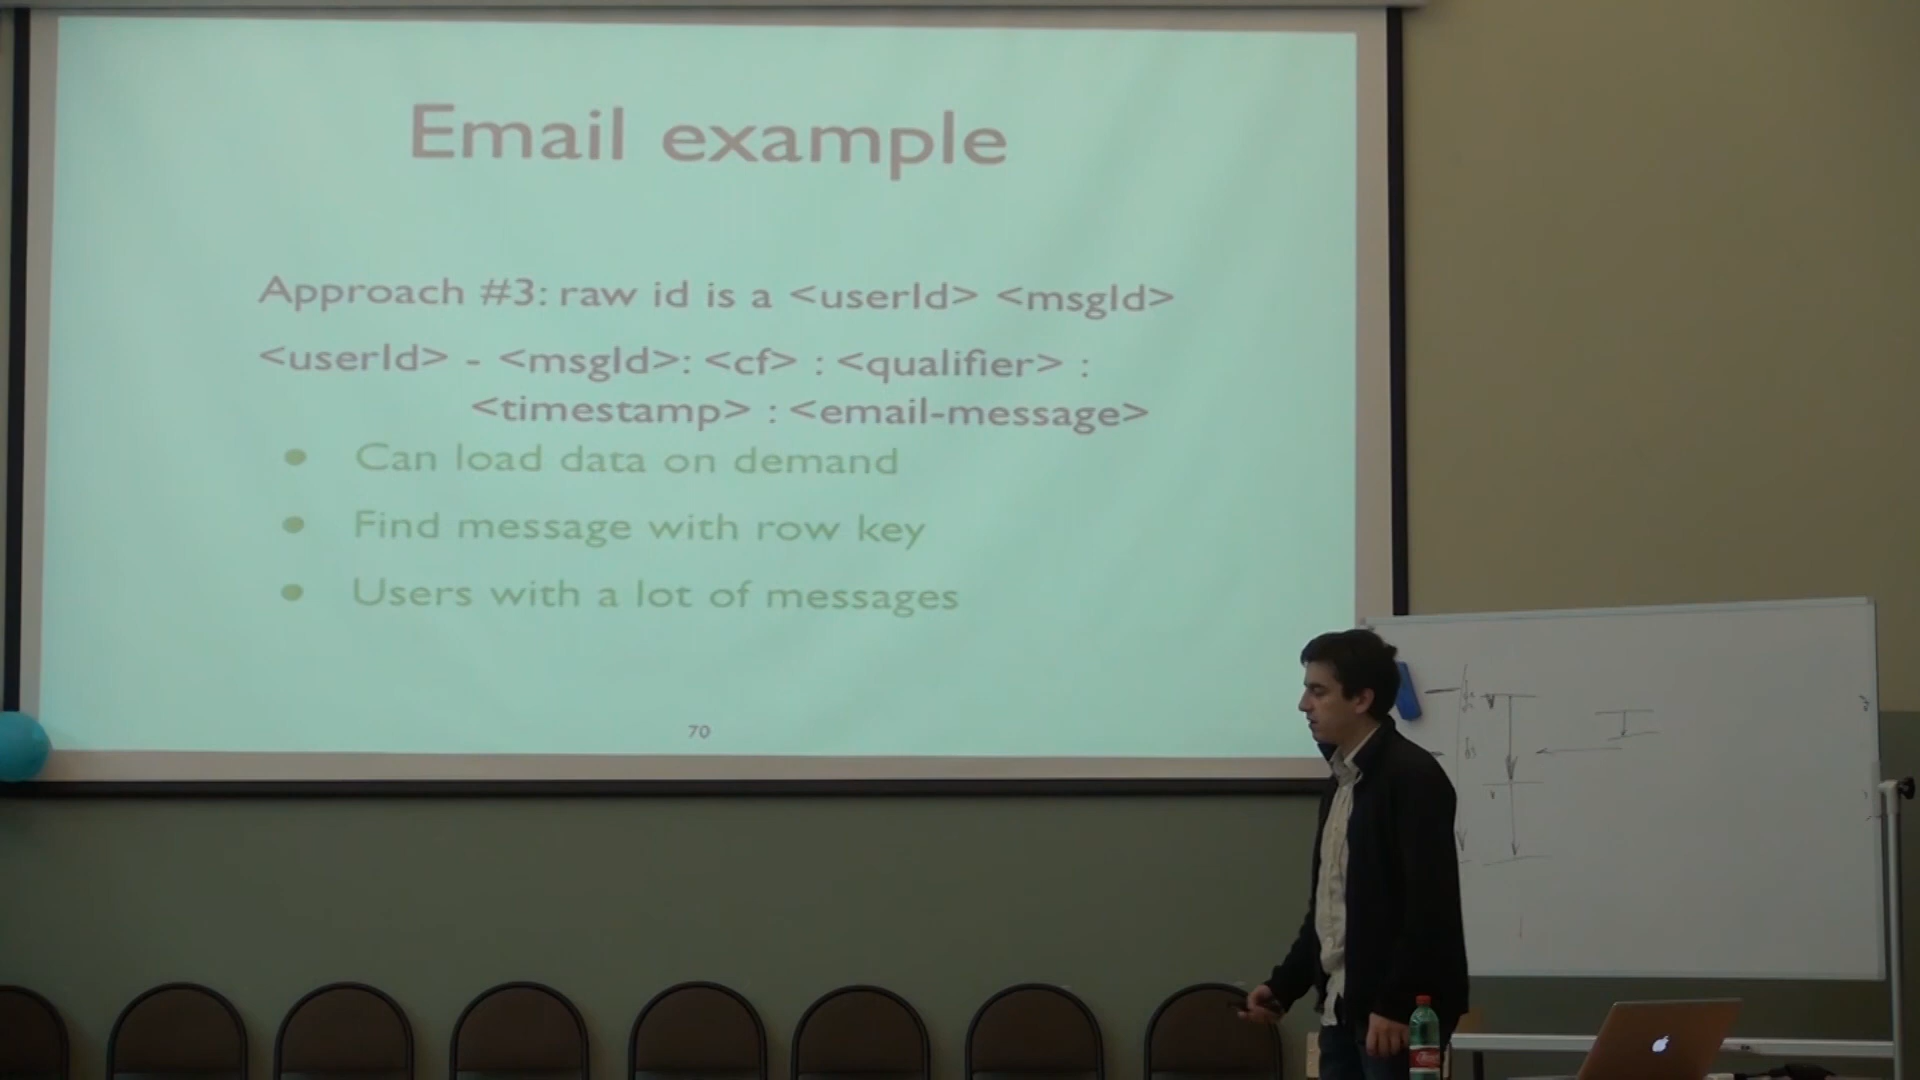 Email example
Approach #3: raw id is a <userId> <msgId>
<userId> - <msgId>: <cf> : <qualifier> :
<timestamp> : <email-message>
● Can load data on demand
● Find message with row key
● Users with a lot of messages
70